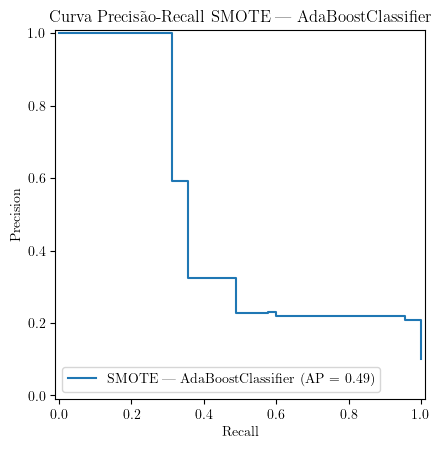 Curva Precisão-Recall SMOTE — AdaBoostClassifier
1.0
0.8
0.6
0.4
0.2
0.0
Precision
SMOTE — AdaBoostClassifier (AP = 0.49)
0.0 0.2 0.4 0.6 0.8 1.0
Recall